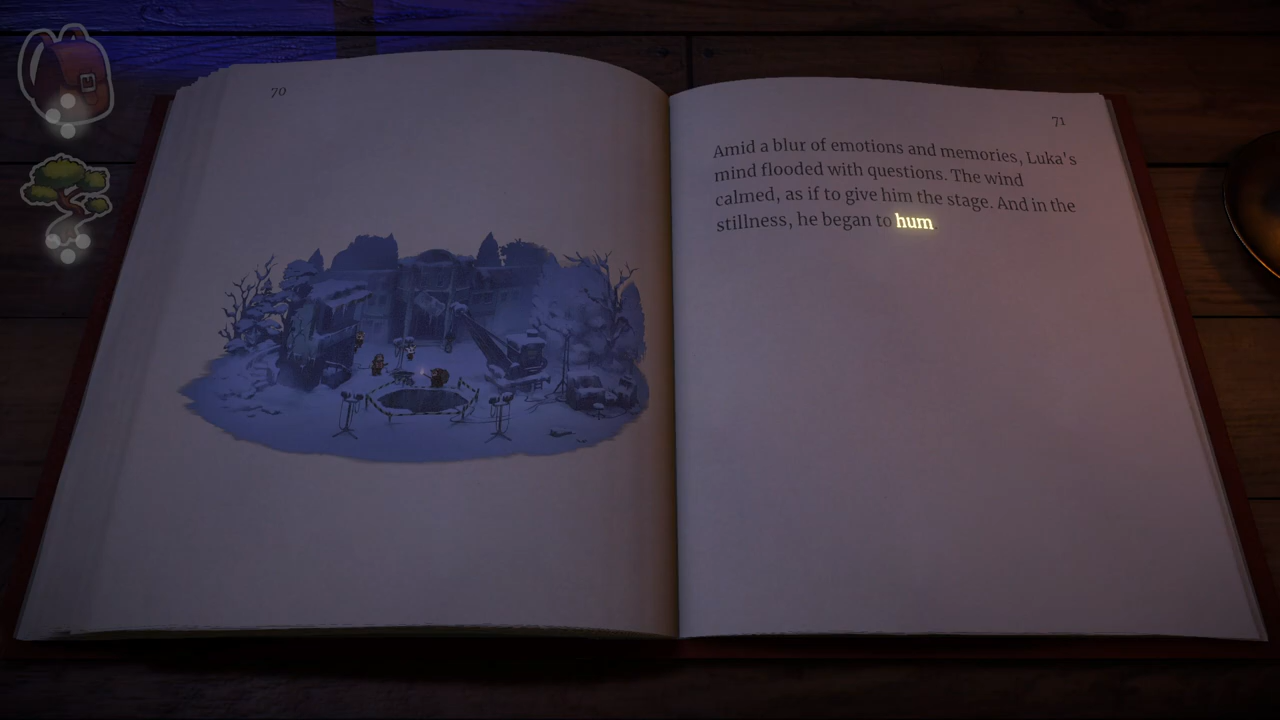 70
71
Amid a blur of emotions and memories, Luka's
mind flooded with questions. The wind
calmed, as if to give him the stage. And in the
stillness, he began to hum.